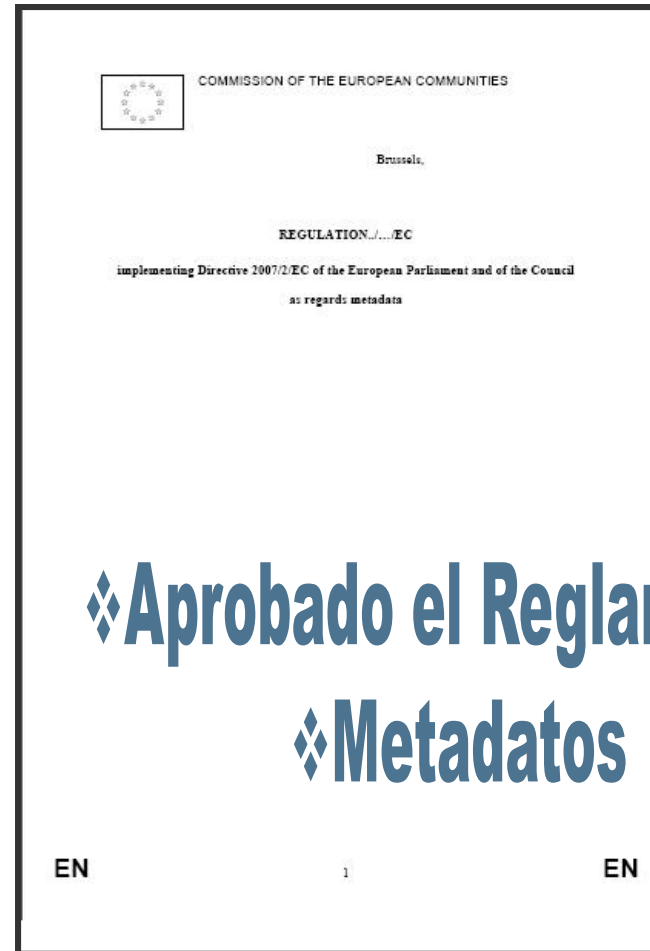 COMMISSION OF THE EUROPEAN COMMUNITIES
Brussels,
REGULATION../.../EC
implementing Directive 2007/2/EC of the European Parliament and of the Council
as regards metadata
❖Aprobado el Regla
❖Metadatos
EN 1 EN